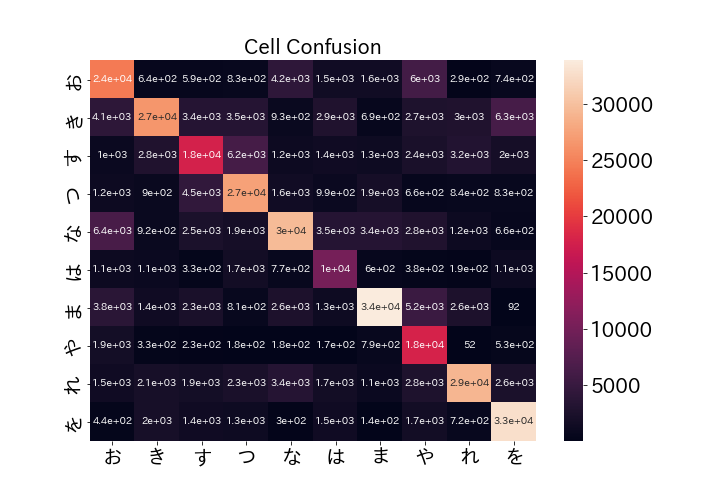 Cell Confusion
お 2.4e+04 6.4e+02 5.9e+02 8.3e+02 4.2e+03 1.5e+03 1.6e+03 6e+03 2.9e+02 7.4e+02
き 4.1e+03 2.7e+04 3.4e+03 3.5e+03 9.3e+02 2.9e+03 6.9e+02 2.7e+03 3e+03 6.3e+03
す 1e+03 2.8e+03 1.8e+04 6.2e+03 1.2e+03 1.4e+03 1.3e+03 2.4e+03 3.2e+03 2e+03
つ 1.2e+03 9e+02 4.5e+03 2.7e+04 1.6e+03 9.9e+02 1.9e+03 6.6e+02 8.4e+02 8.3e+02
な 6.4e+03 9.2e+02 2.5e+03 1.9e+03 3e+04 3.5e+03 3.4e+03 2.8e+03 1.2e+03 6.6e+02
は 1.1e+03 1.1e+03 3.3e+02 1.7e+03 7.7e+02 1e+04 6e+02 3.8e+02 1.9e+02 1.1e+03
ま 3.8e+03 1.4e+03 2.3e+03 8.1e+02 2.6e+03 1.3e+03 3.4e+04 5.2e+03 2.6e+03 92
や 1.9e+03 3.3e+02 2.3e+02 1.8e+02 1.8e+02 1.7e+02 7.9e+02 1.8e+04 52 5.3e+02
れ 1.5e+03 2.1e+03 1.9e+03 2.3e+03 3.4e+03 1.7e+03 1.1e+03 2.8e+03 2.9e+04 2.6e+03
を 4.4e+02 2e+03 1.4e+03 1.3e+03 3e+02 1.5e+03 1.4e+02 1.7e+03 7.2e+02 3.3e+04
お き す つ な は ま や れ を
30000
25000
20000
15000
10000
5000